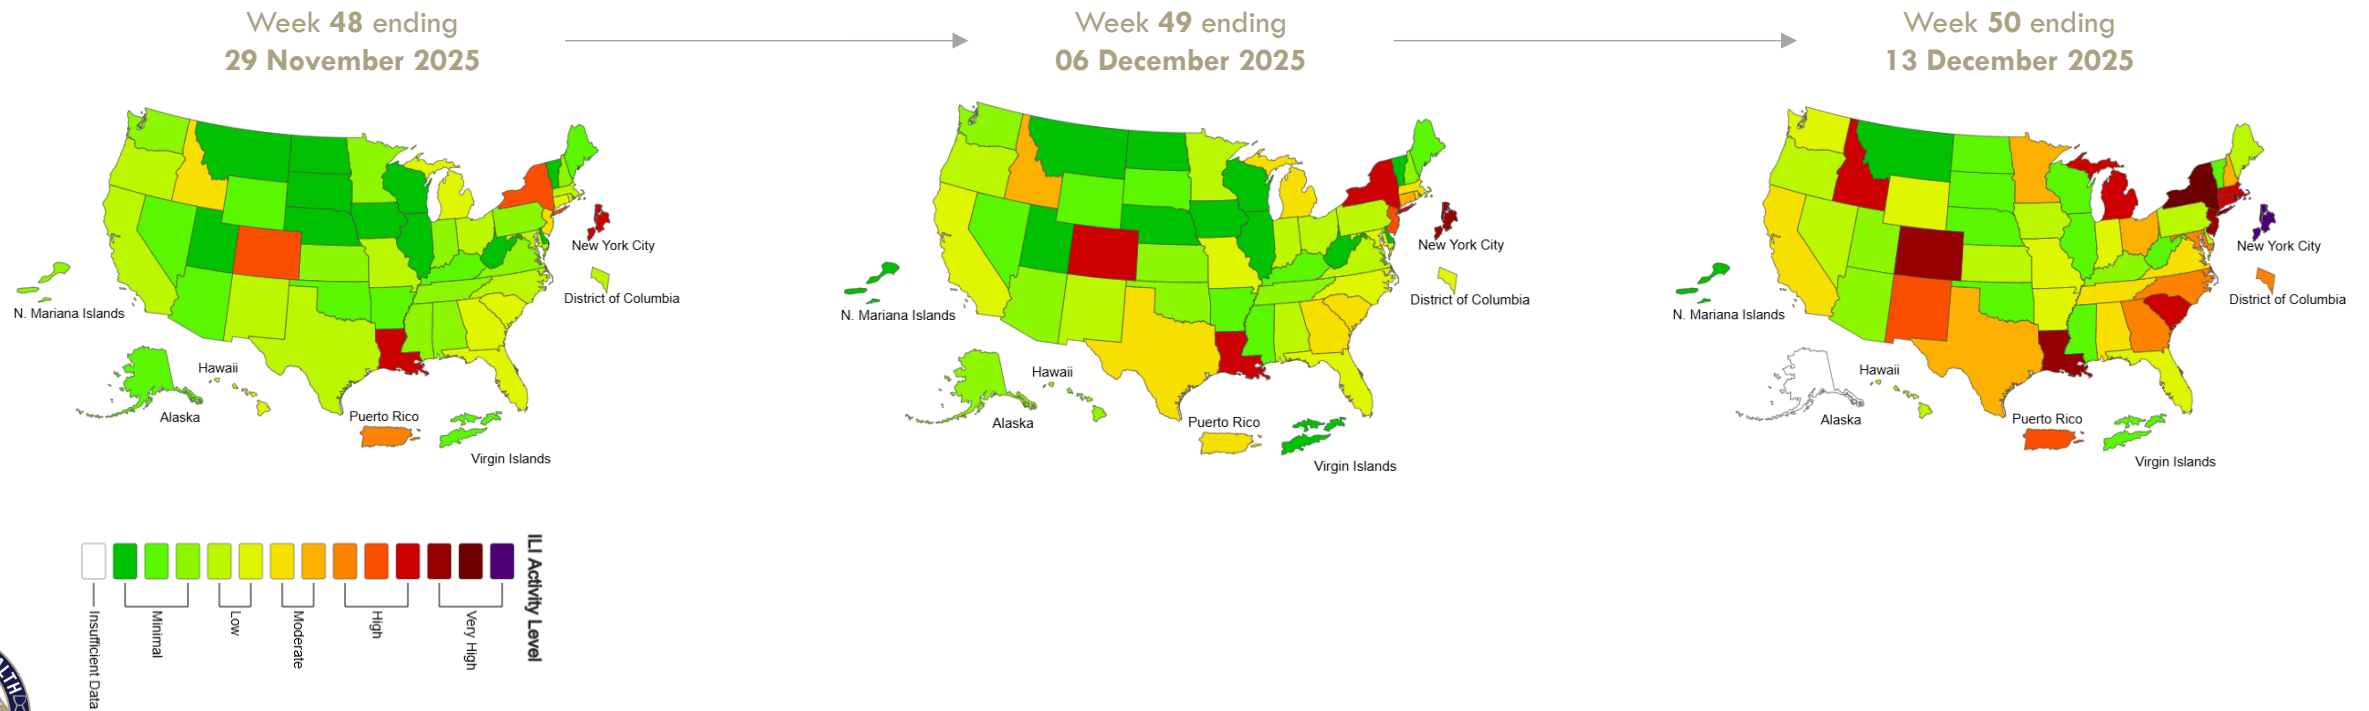 Week 48 ending
29 November 2025
Week 49 ending
06 December 2025
Week 50 ending
13 December 2025
New York City
District of Columbia
N. Mariana Islands
Hawaii
Alaska
Puerto Rico
Virgin Islands
New York City
District of Columbia
N. Mariana Islands
Hawaii
Alaska
Puerto Rico
Virgin Islands
New York City
District of Columbia
N. Mariana Islands
Hawaii
Alaska
Puerto Rico
Virgin Islands
ILI Activity Level
Insufficient Data
Minimal
Low
Moderate
High
Very High
ALTH